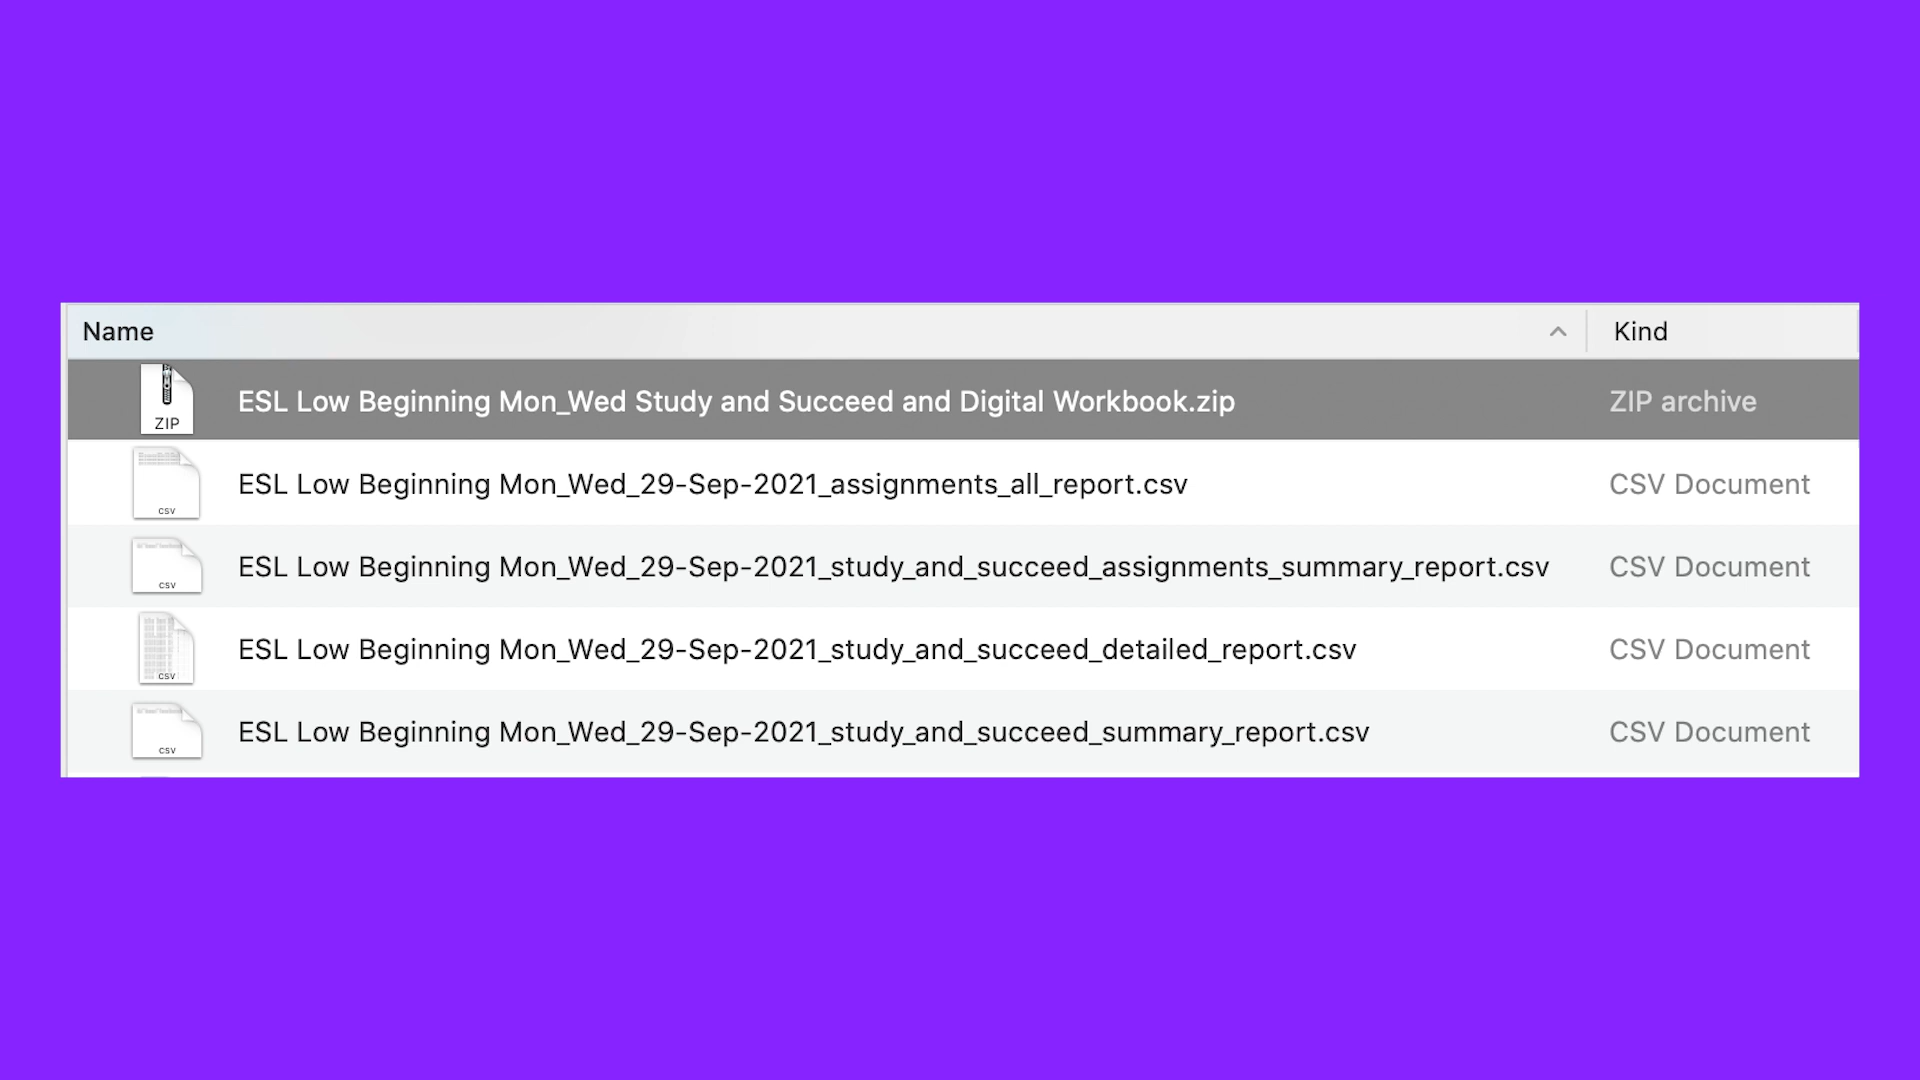 Name Kind
ZIP
ESL Low Beginning Mon_Wed Study and Succeed and Digital Workbook.zip ZIP archive
CSV
ESL Low Beginning Mon_Wed_29-Sep-2021_assignments_all_report.csv CSV Document
CSV
ESL Low Beginning Mon_Wed_29-Sep-2021_study_and_succeed_assignments_summary_report.csv CSV Document
CSV
ESL Low Beginning Mon_Wed_29-Sep-2021_study_and_succeed_detailed_report.csv CSV Document
CSV
ESL Low Beginning Mon_Wed_29-Sep-2021_study_and_succeed_summary_report.csv CSV Document